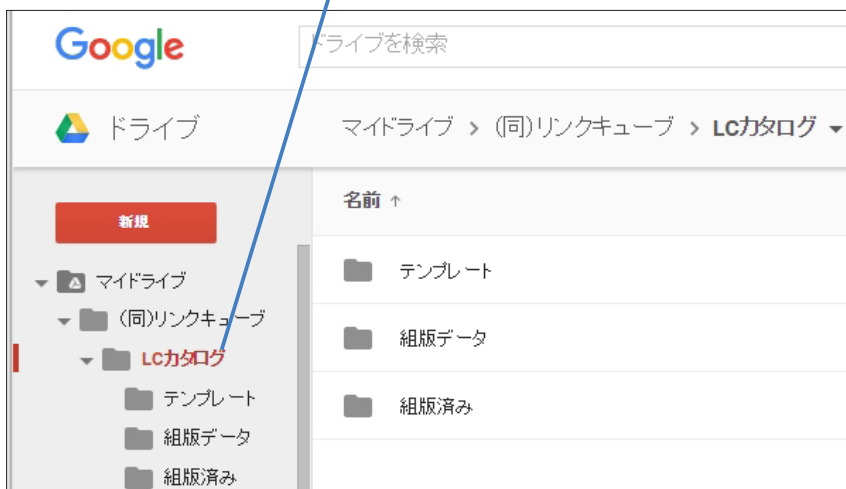 Google
ドライブを検索
ドライブ
マイドライブ > (同)リンクキューブ > LCカタログ
新規
名前 ↑
マイドライブ
(同)リンクキューブ
LCカタログ
テンプレート
組版データ
組版済み
テンプレート
組版データ
組版済み